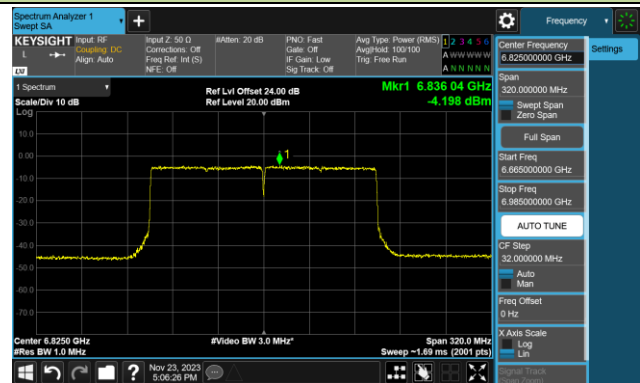 Spectrum Analyzer 1
Swept SA
+
Frequency
KEYSIGHT
L
LXI
Input: RF
Coupling: DC
Align: Auto
Input Z: 50 Ω
Corrections: Off
Freq Ref: Int (S)
NFE: Off
#Atten: 20 dB
PNO: Fast
Gate: Off
IF Gain: Low
Sig Track: Off
Avg Type: Power (RMS)
Avg|Hold: 100/100
Trig: Free Run
1 2 3 4 5 6
A W W W W W
A N N N N N
1 Spectrum
Scale/Div 10 dB
Log
Ref Lvl Offset 24.00 dB
Ref Level 20.00 dBm
Mkr1 6.836 04 GHz
-4.198 dBm
10.0
0.00
-10.0
-20.0
-30.0
-40.0
-50.0
-60.0
-70.0
1
Center 6.8250 GHz
#Res BW 1.0 MHz
#Video BW 3.0 MHz*
Span 320.0 MHz
Sweep ~1.69 ms (2001 pts)
Center Frequency
6.825000000 GHz
Settings
Span
320.000000 MHz
Swept Span
Zero Span
Full Span
Start Freq
6.665000000 GHz
Stop Freq
6.985000000 GHz
AUTO TUNE
CF Step
32.000000 MHz
Auto
Man
Freq Offset
0 Hz
X Axis Scale
Log
Lin
Signal Track
(Span Zoom)
?
Nov 23, 2023
5:06:26 PM